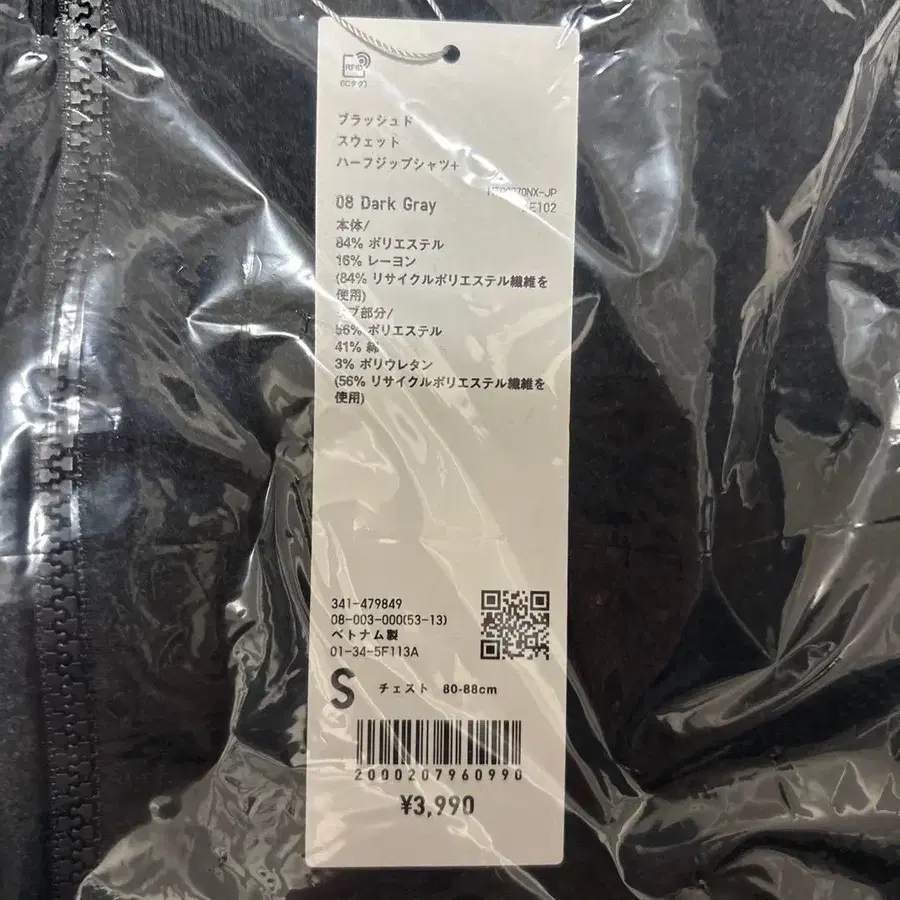 RFID
(ICタグ)
ブラッシュド
スウェット
ハーフジップシャツ+
08 Dark Gray
E102
本体/
84% ポリエステル
16% レーヨン
(84% リサイクルポリエステル繊維を
使用)
部分/
56% ポリエステル
41% 綿
3% ポリウレタン
(56% リサイクルポリエステル繊維を
使用)
341-479849
08-003-000(53-13)
ベトナム製
01-34-5F113A
S チェスト 80-88cm
2000207960990
¥3,990